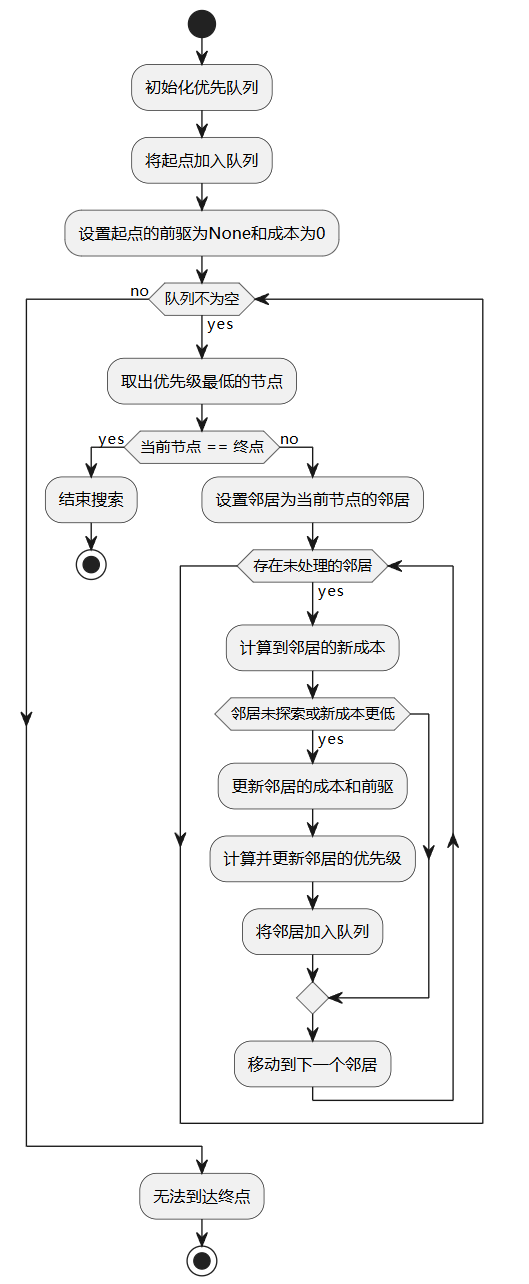 初始化优先队列
将起点加入队列
设置起点的前驱为None和成本为0
no
队列不为空
yes
取出优先级最低的节点
yes
当前节点 == 终点
no
结束搜索
设置邻居为当前节点的邻居
存在未处理的邻居
yes
计算到邻居的新成本
邻居未探索或新成本更低
yes
更新邻居的成本和前驱
计算并更新邻居的优先级
将邻居加入队列
移动到下一个邻居
无法到达终点